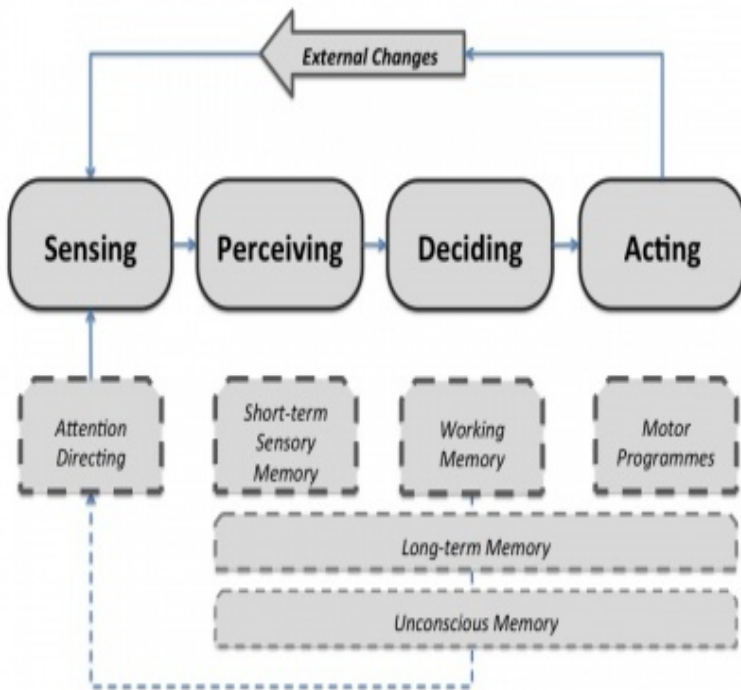 External Changes
Sensing
Perceiving
Deciding
Acting
Attention
Directing
Short-term
Sensory
Memory
Working
Memory
Motor
Programmes
Long-term Memory
Unconscious Memory